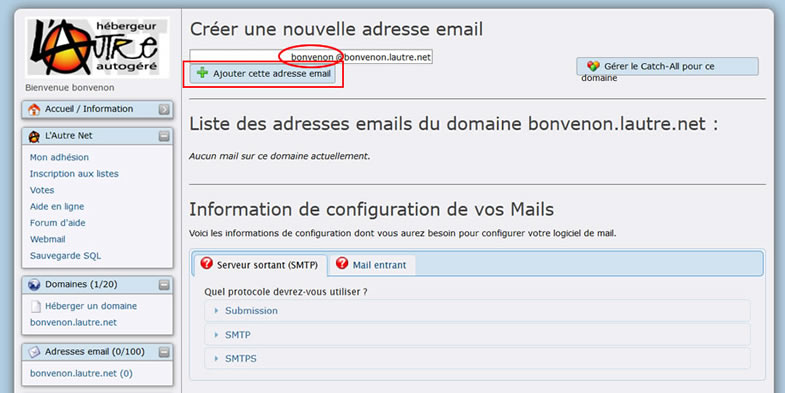 hébergeur
L'AUTRE
autogéré
Bienvenue bonvenon
Accueil / Information
L'Autre Net
Mon adhésion
Inscription aux listes
Votes
Aide en ligne
Forum d'aide
Webmail
Sauvegarde SQL
Domaines (1/20)
Héberger un domaine
bonvenon.lautre.net
Adresses email (0/100)
bonvenon.lautre.net (0)
Créer une nouvelle adresse email
bonvenon @bonvenon.lautre.net
Ajouter cette adresse email
Gérer le Catch-All pour ce
domaine
Liste des adresses emails du domaine bonvenon.lautre.net :
Aucun mail sur ce domaine actuellement.
Information de configuration de vos Mails
Voici les informations de configuration dont vous aurez besoin pour configurer votre logiciel de mail.
Serveur sortant (SMTP)
Mail entrant
Quel protocole devrez-vous utiliser ?
Submission
SMTP
SMTPS